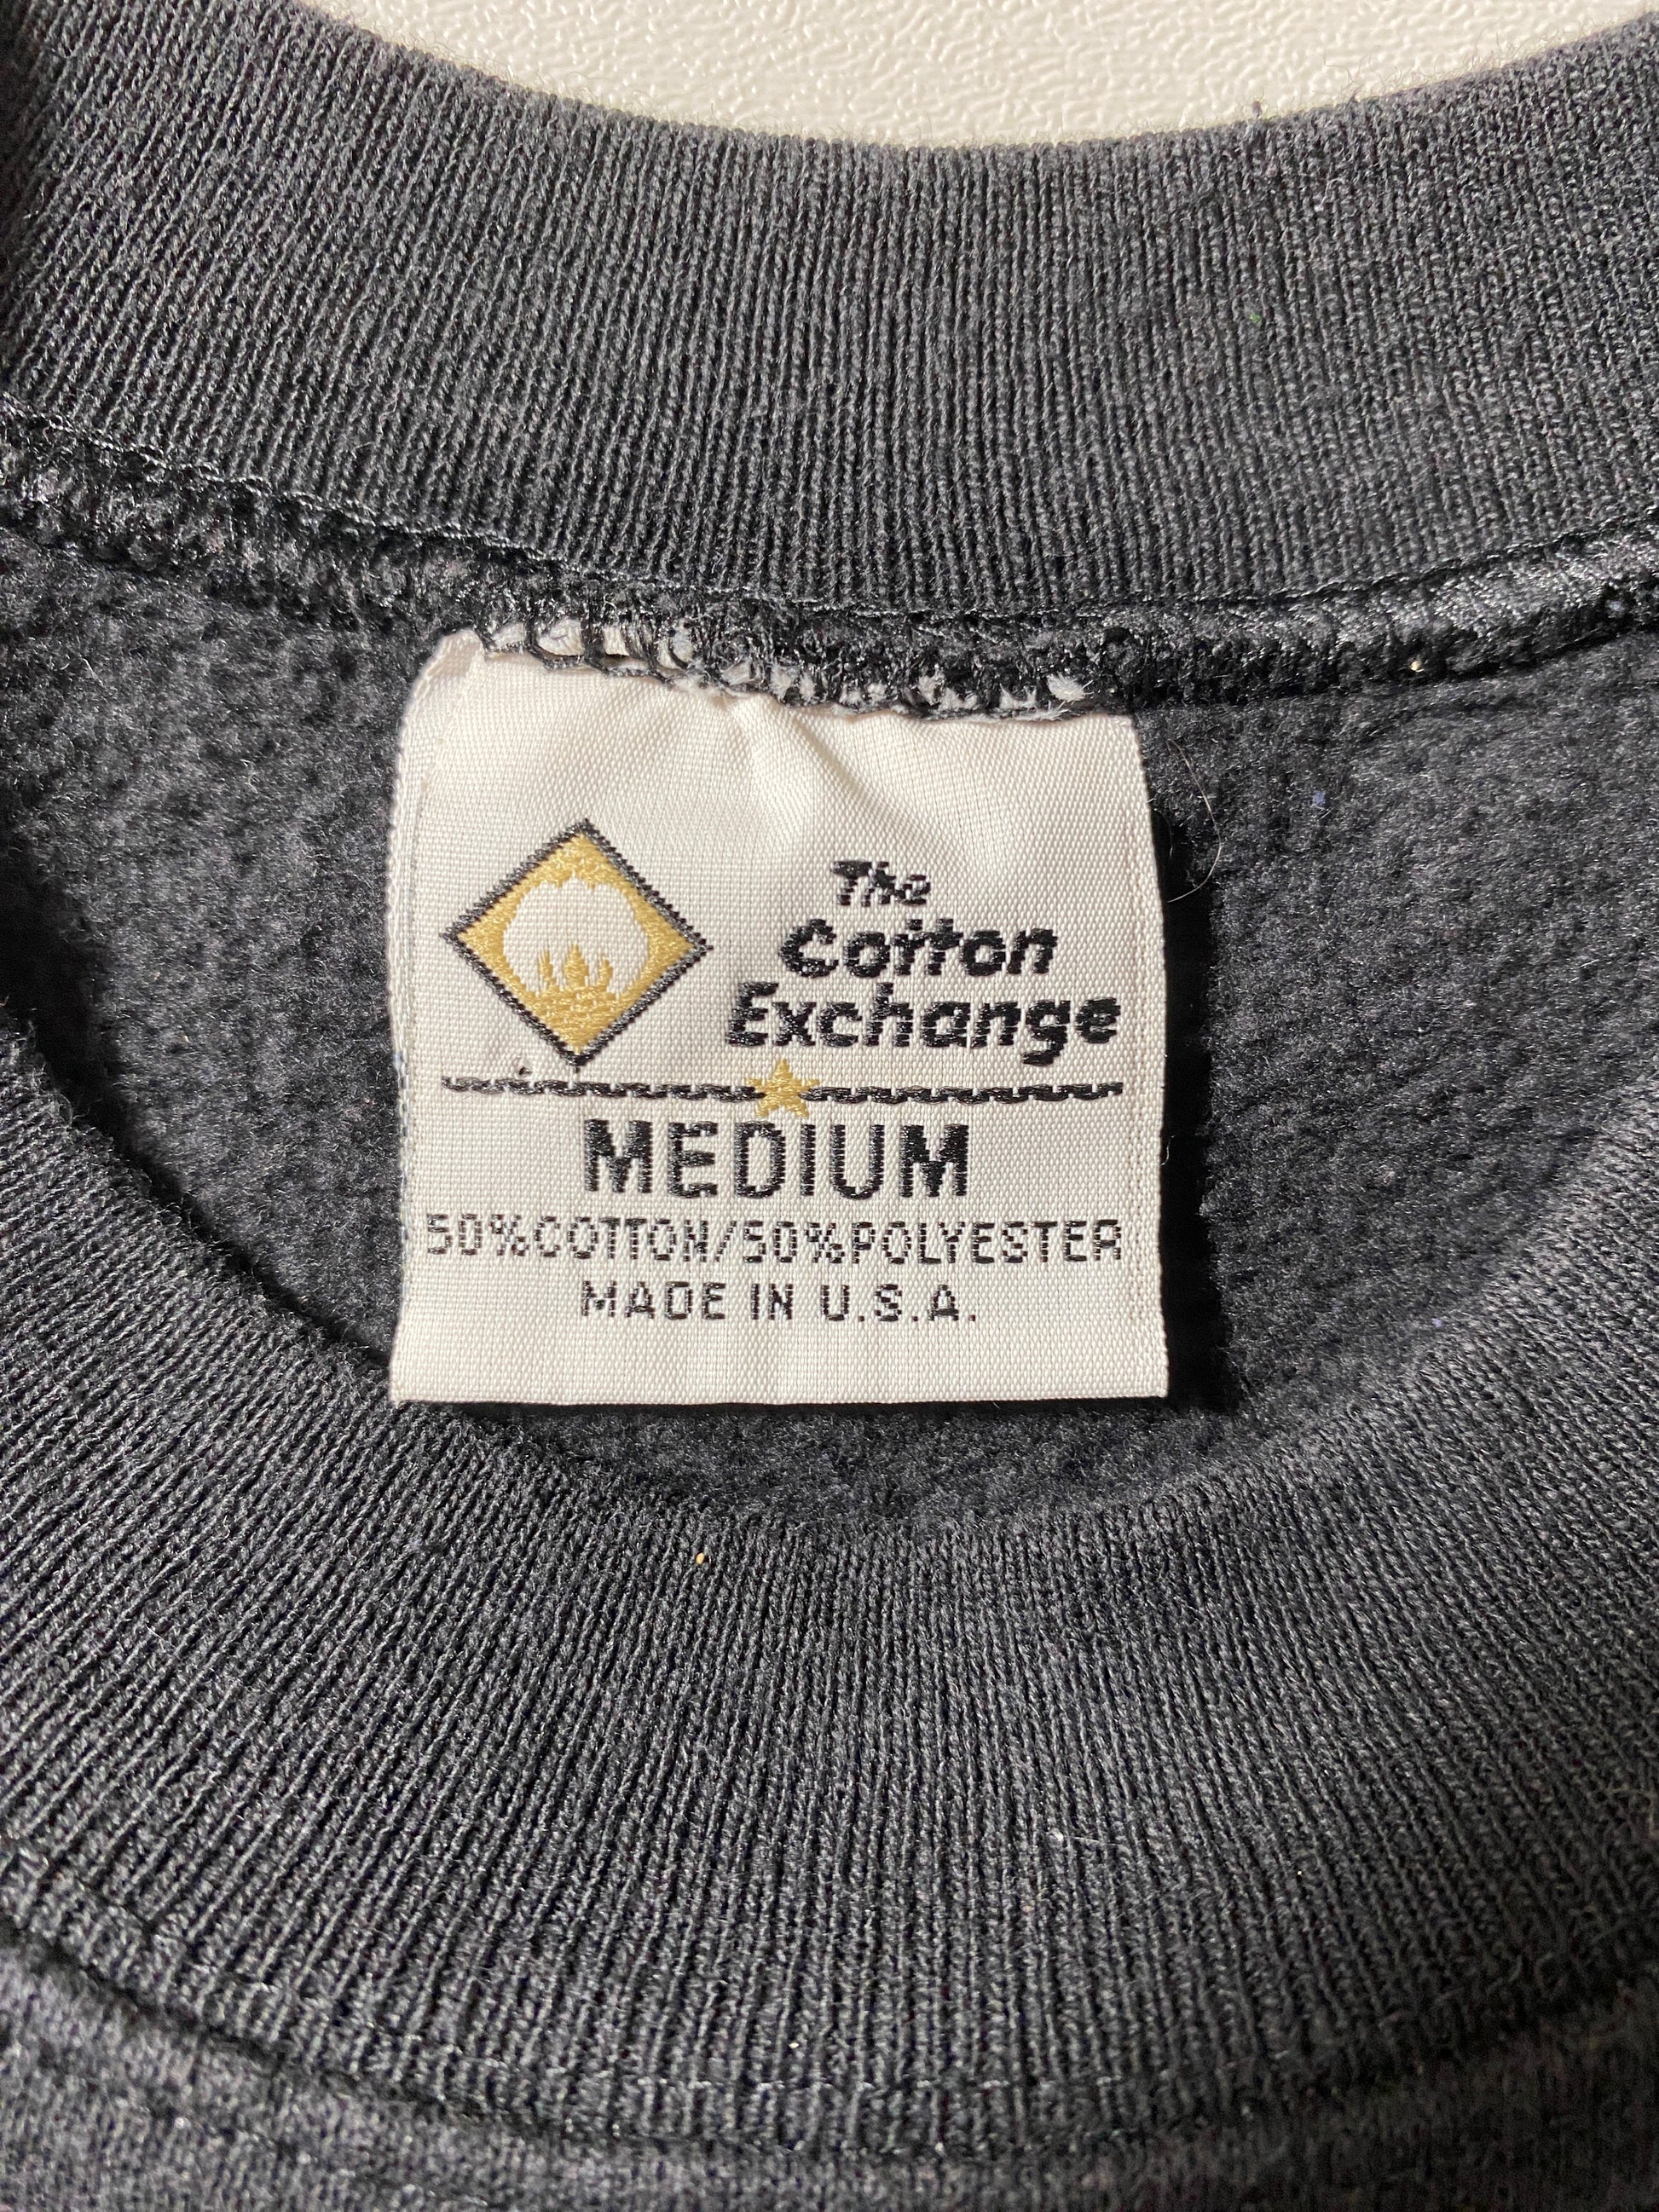 The
Cotton
Exchange
MEDIUM
50%COTTON/50%POLYESTER
MADE IN U.S.A.